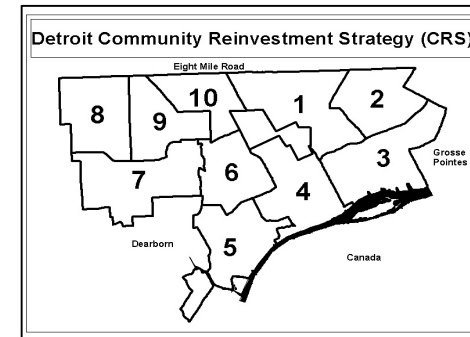 Detroit Community Reinvestment Strategy (CRS)
Eight Mile Road
10
1
2
8
9
3
Grosse
Pointes
6
7
4
Dearborn
5
Canada